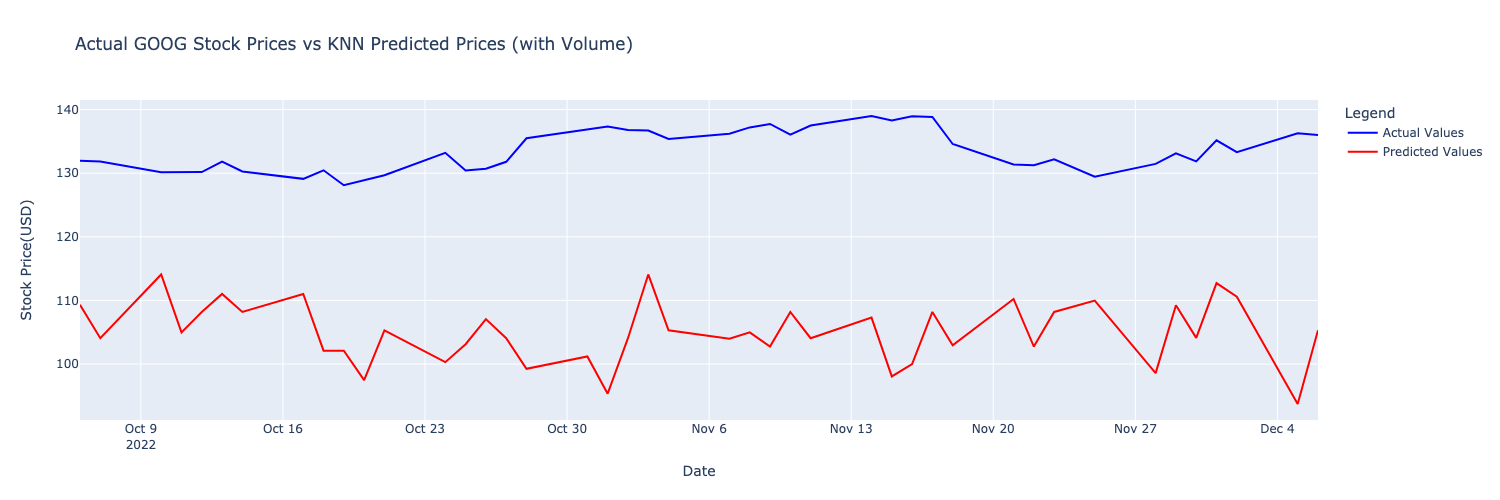 Actual GOOG Stock Prices vs KNN Predicted Prices (with Volume)
Legend
Actual Values
Predicted Values
140
130
120
110
100
Stock Price(USD)
Oct 9 Oct 16 Oct 23 Oct 30 Nov 6 Nov 13 Nov 20 Nov 27 Dec 4
2022
Date